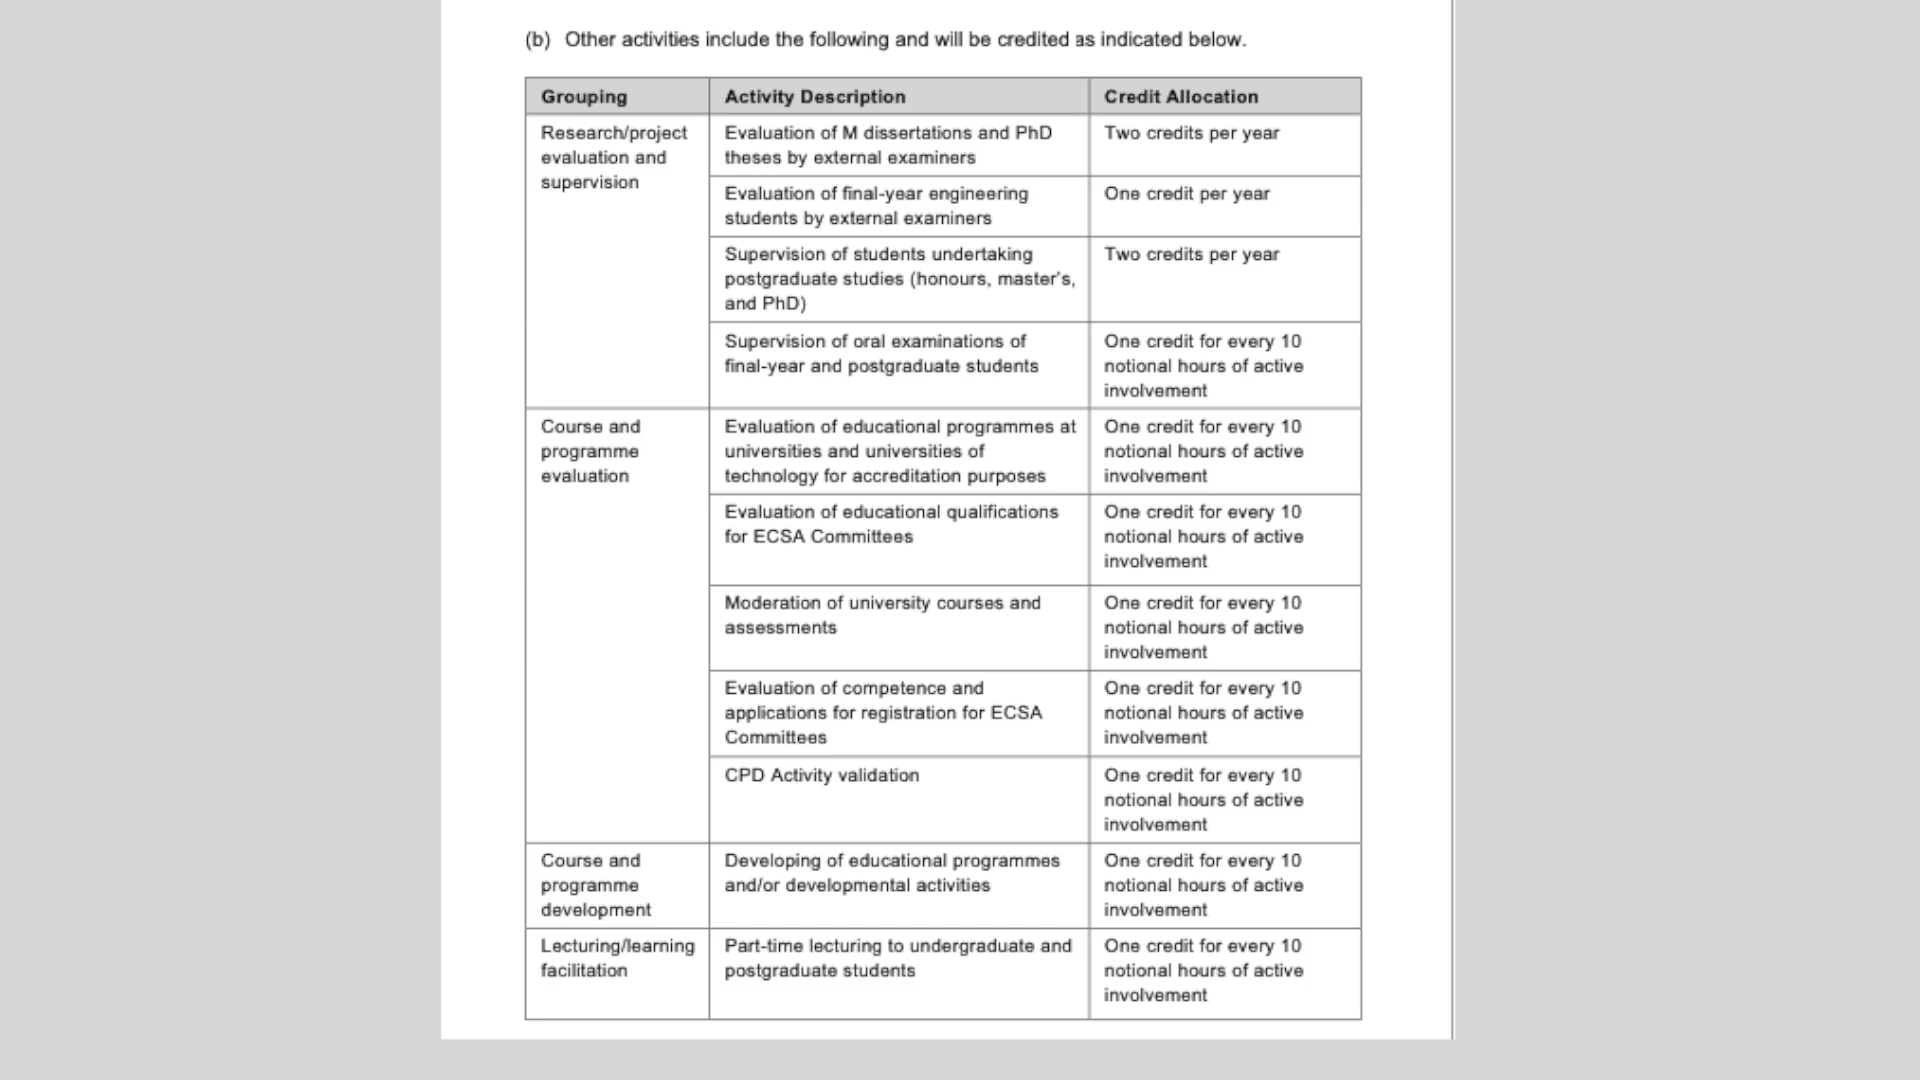 (b) Other activities include the following and will be credited as indicated below.
Grouping
Activity Description
Credit Allocation
Research/project
evaluation and
supervision
Evaluation of M dissertations and PhD
theses by external examiners
Two credits per year
Evaluation of final-year engineering
students by external examiners
One credit per year
Supervision of students undertaking
postgraduate studies (honours, master's,
and PhD)
Two credits per year
Supervision of oral examinations of
final-year and postgraduate students
One credit for every 10
notional hours of active
involvement
Course and
programme
evaluation
Evaluation of educational programmes at
universities and universities of
technology for accreditation purposes
One credit for every 10
notional hours of active
involvement
Evaluation of educational qualifications
for ECSA Committees
One credit for every 10
notional hours of active
involvement
Moderation of university courses and
assessments
One credit for every 10
notional hours of active
involvement
Evaluation of competence and
applications for registration for ECSA
Committees
One credit for every 10
notional hours of active
involvement
CPD Activity validation
One credit for every 10
notional hours of active
involvement
Course and
programme
development
Developing of educational programmes
and/or developmental activities
One credit for every 10
notional hours of active
involvement
Lecturing/learning
facilitation
Part-time lecturing to undergraduate and
postgraduate students
One credit for every 10
notional hours of active
involvement